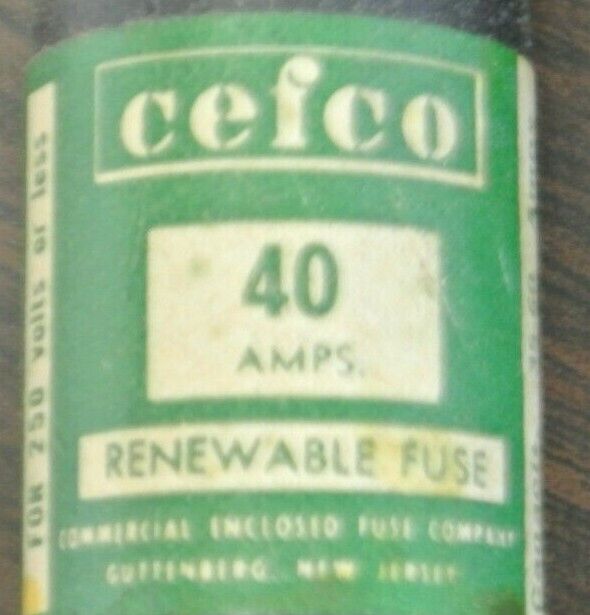 cefco
40
AMPS.
RENEWABLE FUSE
COMMERCIAL ENCLOSED FUSE COMPANY
GUTTENBERG, NEW JERSEY
FOR 250 VOLTS or less